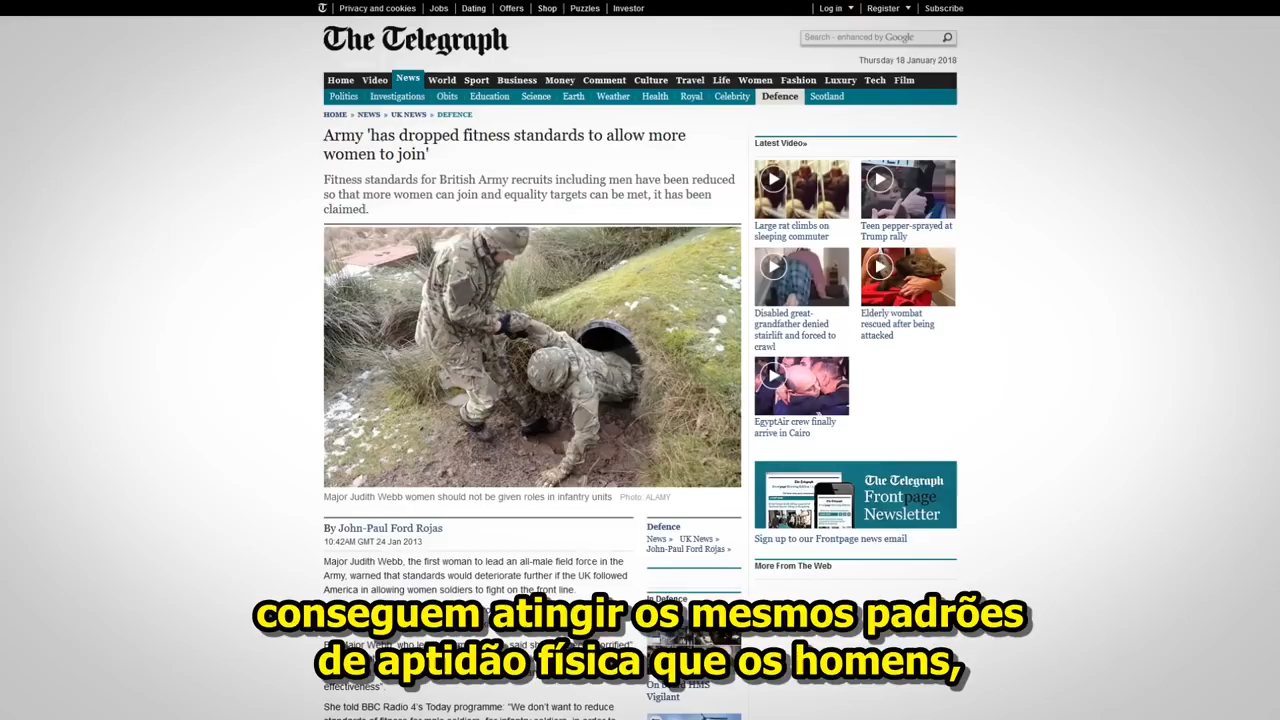 Privacy and cookies Jobs Dating Offers Shop Puzzles Investor Log in Register Subscribe
The Telegraph
Search - enhanced by Google
Thursday 18 January 2018
Home Video News World Sport Business Money Comment Culture Travel Life Women Fashion Luxury Tech Film
Politics Investigations Obits Education Science Earth Weather Health Royal Celebrity Defence Scotland
HOME » NEWS » UK NEWS » DEFENCE
Army 'has dropped fitness standards to allow more
women to join'
Fitness standards for British Army recruits including men have been reduced
so that more women can join and equality targets can be met, it has been
claimed.
Major Judith Webb women should not be given roles in infantry units Photo: ALAMY
By John-Paul Ford Rojas
10:42AM GMT 24 Jan 2013
Major Judith Webb, the first woman to lead an all-male field force in the
Army, warned that standards would deteriorate further if the UK followed
America in allowing women soldiers to fight on the front line.
effectiveness".
She told BBC Radio 4's Today programme: "We don't want to reduce
Defence
News » UK News »
John-Paul Ford Rojas »
In Defence
On board HMS
Vigilant
Latest Video»
Large rat climbs on
sleeping commuter
Teen pepper-sprayed at
Trump rally
Disabled great-
grandfather denied
stairlift and forced to
crawl
Elderly wombat
rescued after being
attacked
EgyptAir crew finally
arrive in Cairo
The Telegraph
Frontpage
Newsletter
Sign up to our Frontpage news email
More From The Web
conseguem atingir os mesmos padrões
de aptidão física que os homens,